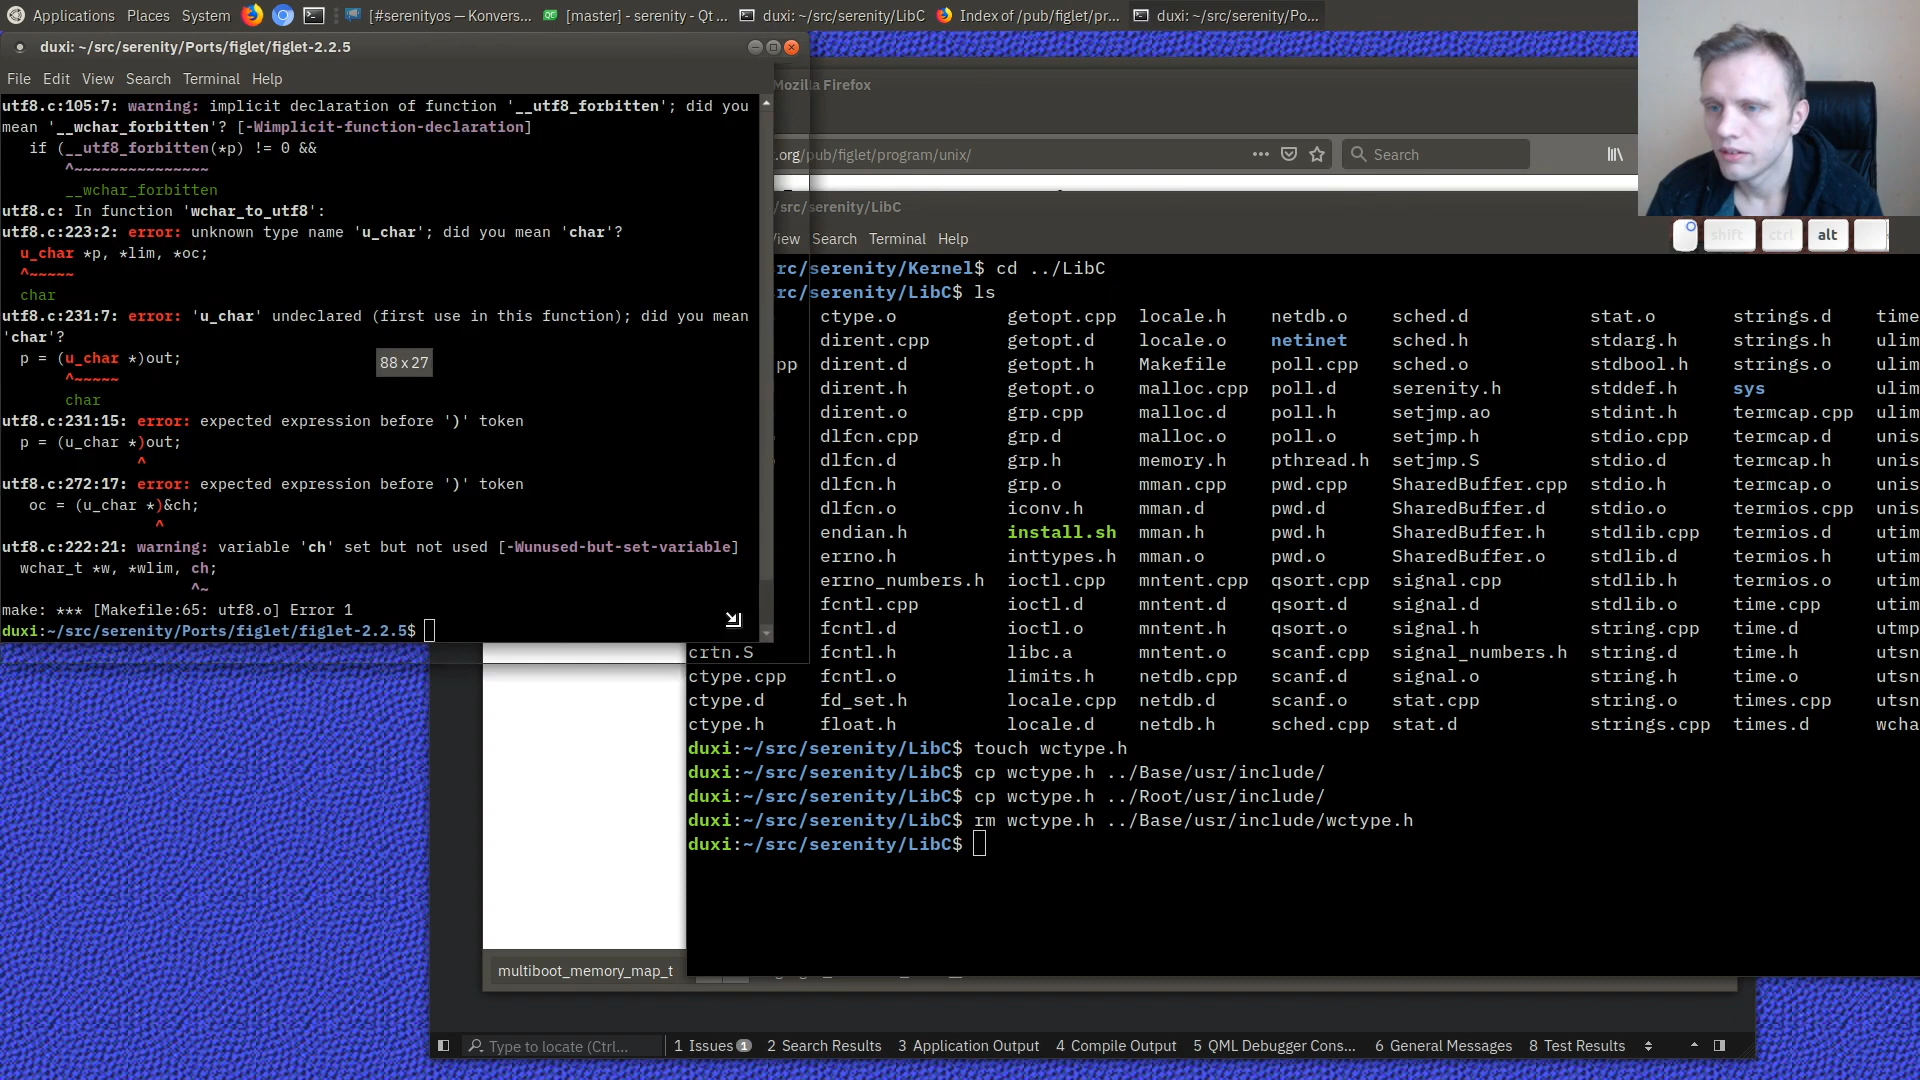 Applications Places System [#serenityos — Konvers... [master] - serenity - Qt ... duxi: ~/src/serenity/LibC Index of /pub/figlet/pr... duxi: ~/src/serenity/Po...
duxi: ~/src/serenity/Ports/figlet/figlet-2.2.5
File Edit View Search Terminal Help
utf8.c:105:7: warning: implicit declaration of function '__utf8_forbitten'; did you
mean '__wchar_forbitten'? [-Wimplicit-function-declaration]
if (__utf8_forbitten(*p) != 0 &&
^~~~~~~~~~~~~~~~
__wchar_forbitten
utf8.c: In function 'wchar_to_utf8':
utf8.c:223:2: error: unknown type name 'u_char'; did you mean 'char'?
u_char *p, *lim, *oc;
^~~~~~
char
utf8.c:231:7: error: 'u_char' undeclared (first use in this function); did you mean
'char'?
p = (u_char *)out;
^~~~~~
char
utf8.c:231:15: error: expected expression before ')' token
p = (u_char *)out;
^
utf8.c:272:17: error: expected expression before ')' token
oc = (u_char *)&ch;
^
utf8.c:222:21: warning: variable 'ch' set but not used [-Wunused-but-set-variable]
wchar_t *w, *wlim, ch;
^~
make: *** [Makefile:65: utf8.o] Error 1
duxi:~/src/serenity/Ports/figlet/figlet-2.2.5$
88 x 27
Mozilla Firefox
.org/pub/figlet/program/unix/ Search
/src/serenity/LibC
View Search Terminal Help
shift ctrl alt
rc/serenity/Kernel$ cd ../LibC
rc/serenity/LibC$ ls
ctype.o getopt.cpp locale.h netdb.o sched.d stat.o strings.d time
dirent.cpp getopt.d locale.o netinet sched.h stdarg.h strings.h ulim
pp dirent.d getopt.h Makefile poll.cpp sched.o stdbool.h strings.o ulim
dirent.h getopt.o malloc.cpp poll.d serenity.h stddef.h sys ulim
dirent.o grp.cpp malloc.d poll.h setjmp.ao stdint.h termcap.cpp ulim
dlfcn.cpp grp.d malloc.o poll.o setjmp.h stdio.cpp termcap.d unis
dlfcn.d grp.h memory.h pthread.h setjmp.S stdio.d termcap.h unis
dlfcn.h grp.o mman.cpp pwd.cpp SharedBuffer.cpp stdio.h termcap.o unis
dlfcn.o iconv.h mman.d pwd.d SharedBuffer.d stdio.o termios.cpp unis
endian.h install.sh mman.h pwd.h SharedBuffer.h stdlib.cpp termios.d utim
errno.h inttypes.h mman.o pwd.o SharedBuffer.o stdlib.d termios.h utim
errno_numbers.h ioctl.cpp mntent.cpp qsort.cpp signal.cpp stdlib.h termios.o utim
fcntl.cpp ioctl.d mntent.d qsort.d signal.d stdlib.o time.cpp utim
fcntl.d ioctl.o mntent.h qsort.o signal.h string.cpp time.d utmp
crtn.S fcntl.h libc.a mntent.o scanf.cpp signal_numbers.h string.d time.h utsn
ctype.cpp fcntl.o limits.h netdb.cpp scanf.d signal.o string.h time.o utsn
ctype.d fd_set.h locale.cpp netdb.d scanf.o stat.cpp string.o times.cpp utsn
ctype.h float.h locale.d netdb.h sched.cpp stat.d strings.cpp times.d wcha
duxi:~/src/serenity/LibC$ touch wctype.h
duxi:~/src/serenity/LibC$ cp wctype.h ../Base/usr/include/
duxi:~/src/serenity/LibC$ cp wctype.h ../Root/usr/include/
duxi:~/src/serenity/LibC$ rm wctype.h ../Base/usr/include/wctype.h
duxi:~/src/serenity/LibC$
multiboot_memory_map_t
Type to locate (Ctrl... 1 Issues 1 2 Search Results 3 Application Output 4 Compile Output 5 QML Debugger Cons... 6 General Messages 8 Test Results